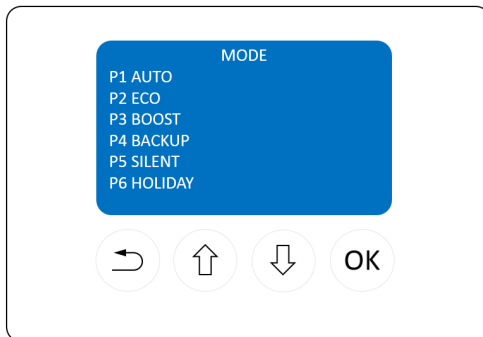 MODE
P1 AUTO
P2 ECO
P3 BOOST
P4 BACKUP
P5 SILENT
P6 HOLIDAY
OK